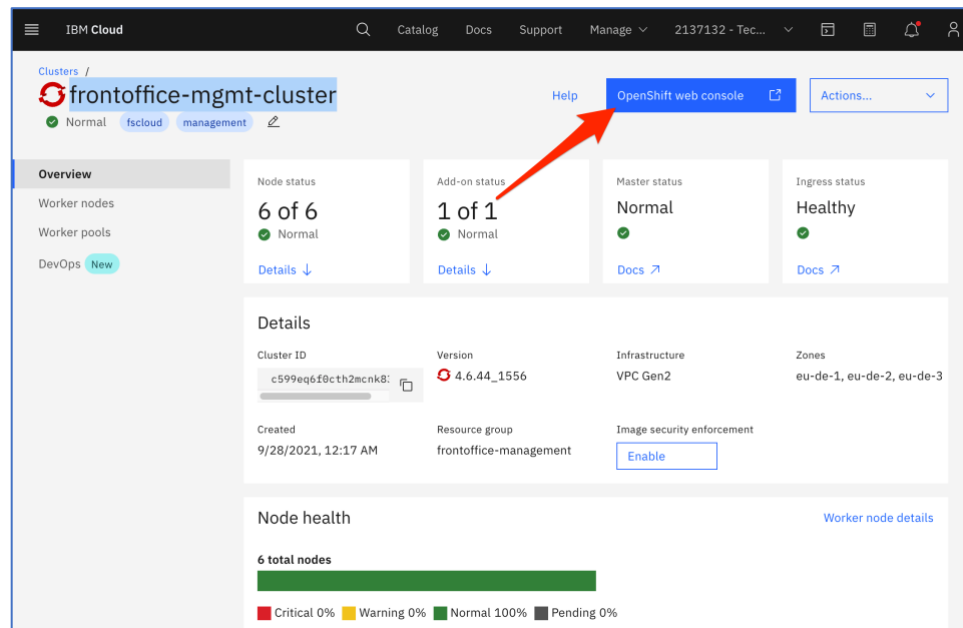 IBM Cloud Catalog Docs Support Manage 2137132 - Tec...
Clusters /
frontoffice-mgmt-cluster
Help OpenShift web console Actions...
Normal fscloud management
Overview
Worker nodes
Worker pools
DevOps New
Node status
6 of 6
Normal
Details
Add-on status
1 of 1
Normal
Details
Master status
Normal
Docs
Ingress status
Healthy
Docs
Details
Cluster ID Version Infrastructure Zones
c599eq6f0cth2mcnk8 4.6.44_1556 VPC Gen2 eu-de-1, eu-de-2, eu-de-3
Created Resource group Image security enforcement
9/28/2021, 12:17 AM frontoffice-management Enable
Node health Worker node details
6 total nodes
Critical 0% Warning 0% Normal 100% Pending 0%